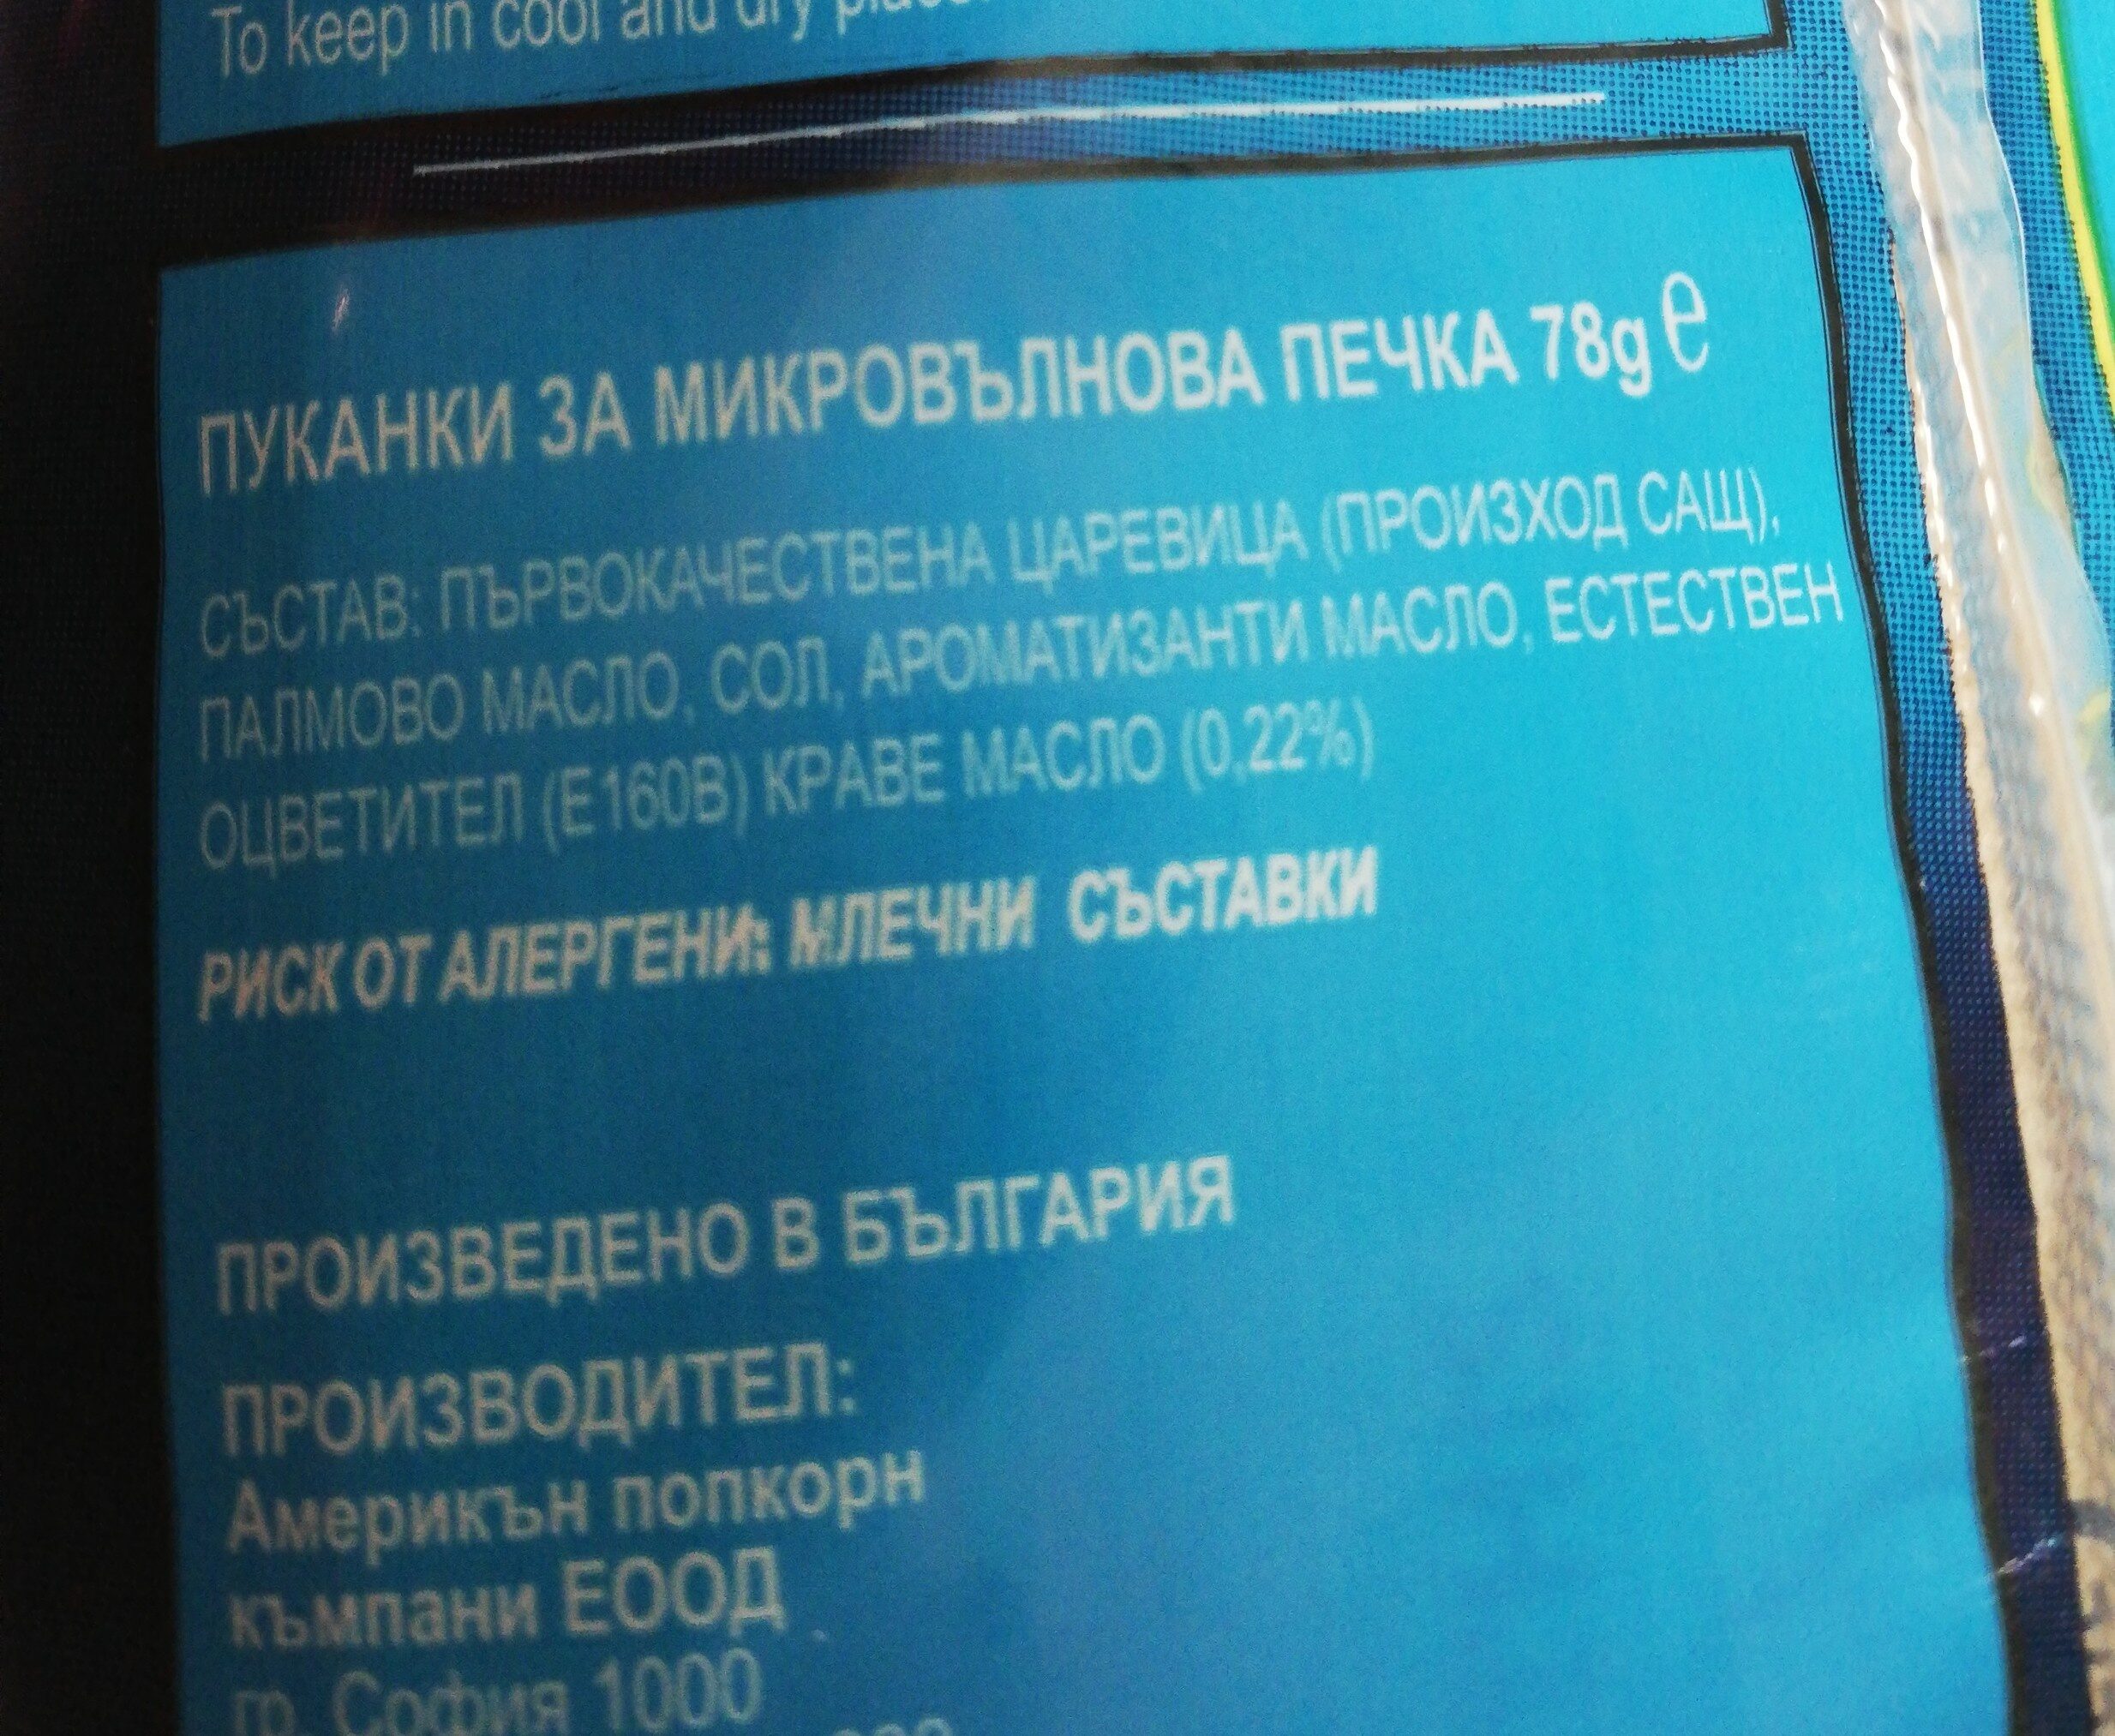 To keep in cool and dry place.
ПУКАНКИ ЗА МИКРОВЪЛНОВА ПЕЧКА 78g e
СЪСТАВ: ПЪРВОКАЧЕСТВЕНА ЦАРЕВИЦА (ПРОИЗХОД САЩ),
ПАЛМОВО МАСЛО, СОЛ, АРОМАТИЗАНТИ МАСЛО, ЕСТЕСТВЕН
ОЦВЕТИТЕЛ (Е160В) КРАВЕ МАСЛО (0,22%)
РИСК ОТ АЛЕРГЕНИ: МЛЕЧНИ СЪСТАВКИ
ПРОИЗВЕДЕНО В БЪЛГАРИЯ
ПРОИЗВОДИТЕЛ:
Америкън попкорн
къмпани ЕООД
гр. София 1000